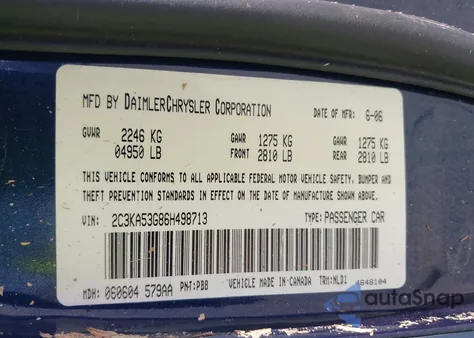 MFD BY DAIMLERCHRYSLER CORPORATION DATE OF MFR: 6-06
GVWR 2246 KG GAWR 1275 KG GAWR 1275 KG
04950 LB FRONT 2810 LB REAR 2810 LB
THIS VEHICLE CONFORMS TO ALL APPLICABLE FEDERAL MOTOR VEHICLE SAFETY, BUMPER AND
THEFT PREVENTION STANDARDS IN EFFECT ON THE DATE OF MANUFACTURE SHOWN ABOVE.
VIN: 2C3KA53G86H498713 TYPE: PASSENGER CAR
MDH: 060604 579AA PNT: PB8 VEHICLE MADE IN CANADA TRM: MLD1 4648104
autoSnap